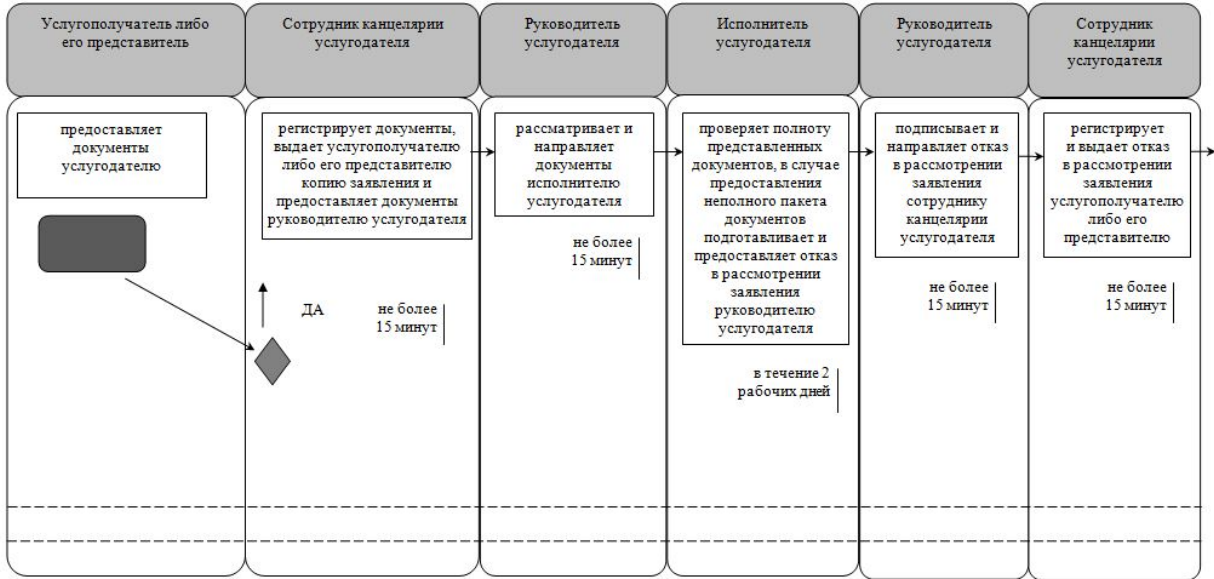 Услугополучатель либо
его представитель
Сотрудник канцелярии
услугодателя
Руководитель
услугодателя
Исполнитель
услугодателя
Руководитель
услугодателя
Сотрудник
канцелярии
услугодателя
предоставляет
документы
услугодателю
регистрирует документы,
выдает услугополучателю
либо его представителю
копию заявления и
предоставляет документы
руководителю услугодателя
рассматривает и
направляет
документы
исполнителю
услугодателя
проверяет полноту
представленных
документов, в случае
предоставления
неполного пакета
документов
подготавливает и
предоставляет отказ
в рассмотрении
заявления
руководителю
услугодателя
подписывает и
направляет отказ
в рассмотрении
заявления
сотруднику
канцелярии
услугодателя
регистрирует
и выдает отказ
в рассмотрении
заявления
услугополучателю
либо его
представителю
ДА
не более
15 минут
не более
15 минут
в течение 2
рабочих дней
не более
15 минут
не более
15 минут